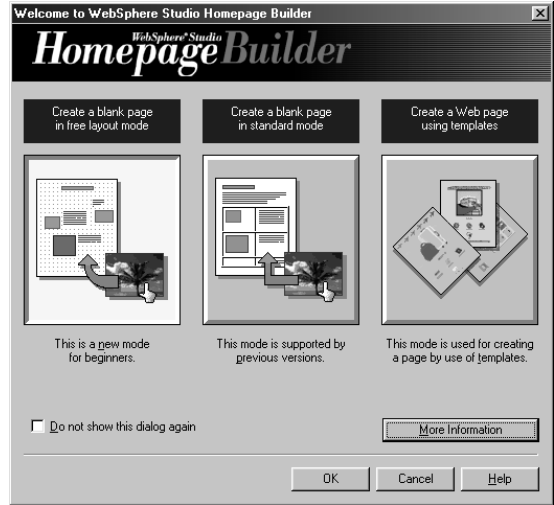 Welcome to WebSphere Studio Homepage Builder
WebSphere® Studio
Homepage Builder
Create a blank page
in free layout mode
Create a blank page
in standard mode
Create a Web page
using templates
This is a new mode
for beginners.
This mode is supported by
previous versions.
This mode is used for creating
a page by use of templates.
Do not show this dialog again
More Information
OK
Cancel
Help